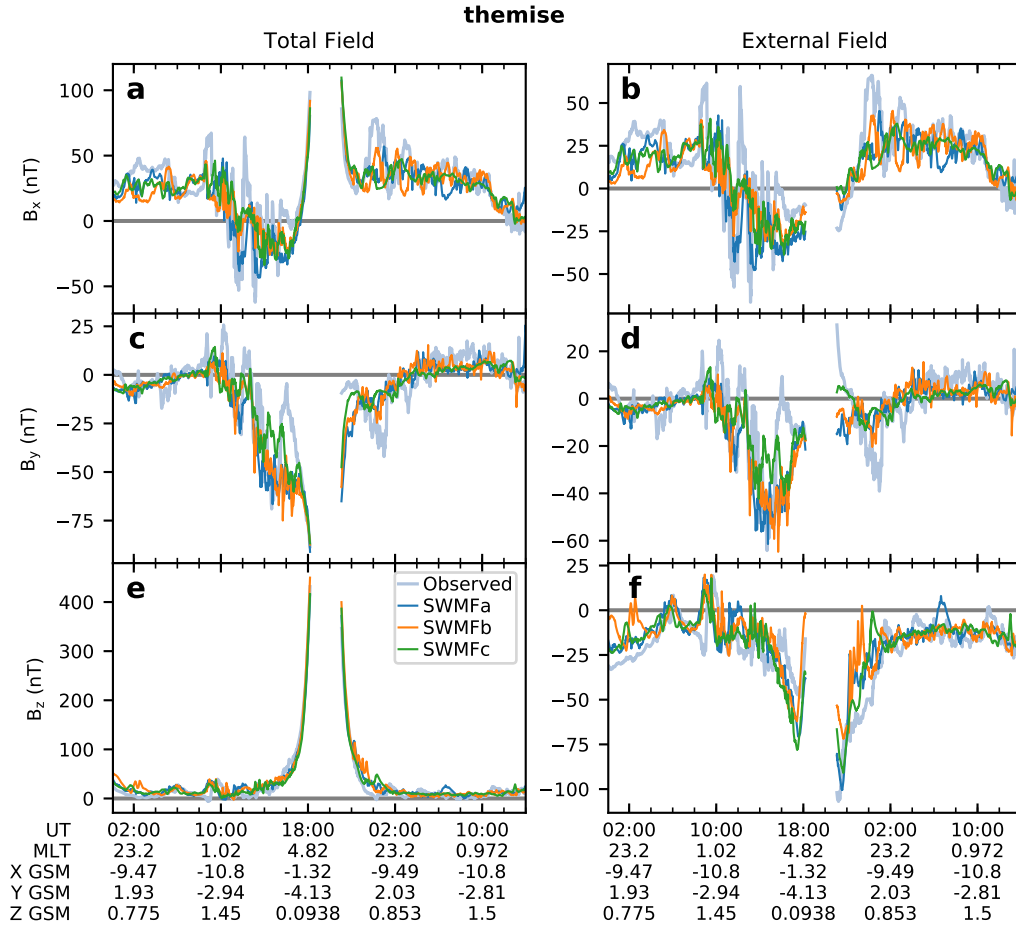 themise
Total Field
External Field
a
100
50
0
−50
Bx (nT)
b
50
25
0
−25
−50
c
25
0
−25
−50
−75
By (nT)
d
20
0
−20
−40
−60
e
400
300
200
100
0
Bz (nT)
Observed
SWMFa
SWMFb
SWMFc
f
25
0
−25
−50
−75
−100
UT 02:00 10:00 18:00 02:00 10:00 02:00 10:00 18:00 02:00 10:00
MLT 23.2 1.02 4.82 23.2 0.972 23.2 1.02 4.82 23.2 0.972
X GSM -9.47 -10.8 -1.32 -9.49 -10.8 -9.47 -10.8 -1.32 -9.49 -10.8
Y GSM 1.93 -2.94 -4.13 2.03 -2.81 1.93 -2.94 -4.13 2.03 -2.81
Z GSM 0.775 1.45 0.0938 0.853 1.5 0.775 1.45 0.0938 0.853 1.5